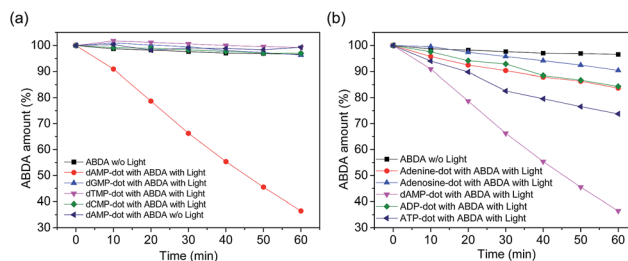 (a)
ABDA amount (%)
100
90
80
70
60
50
40
30
ABDA w/o Light
dAMP-dot with ABDA with Light
dGMP-dot with ABDA with Light
dTMP-dot with ABDA with Light
dCMP-dot with ABDA with Light
dAMP-dot with ABDA w/o Light
0 10 20 30 40 50 60
Time (min)
(b)
ABDA amount (%)
100
90
80
70
60
50
40
30
ABDA w/o Light
Adenine-dot with ABDA with Light
Adenosine-dot with ABDA with Light
dAMP-dot with ABDA with Light
ADP-dot with ABDA with Light
ATP-dot with ABDA with Light
0 10 20 30 40 50 60
Time (min)